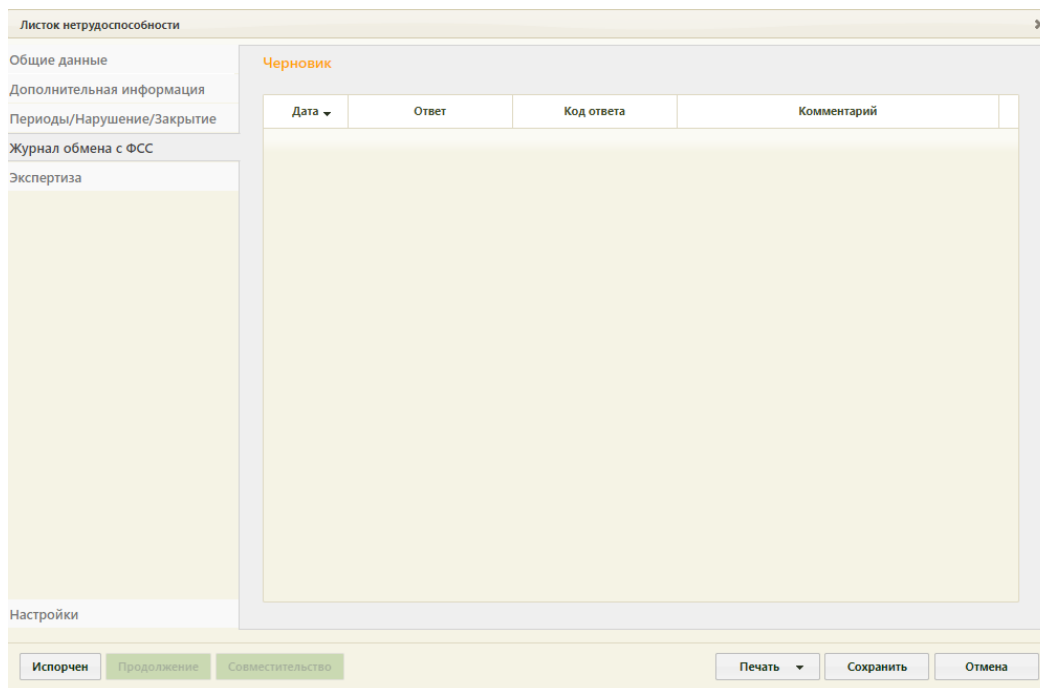 Листок нетрудоспособности
Общие данные
Дополнительная информация
Периоды/Нарушение/Закрытие
Журнал обмена с ФСС
Экспертиза
Настройки
Черновик
Дата Ответ Код ответа Комментарий
Испорчен Продолжение Совместительство Печать Сохранить Отмена